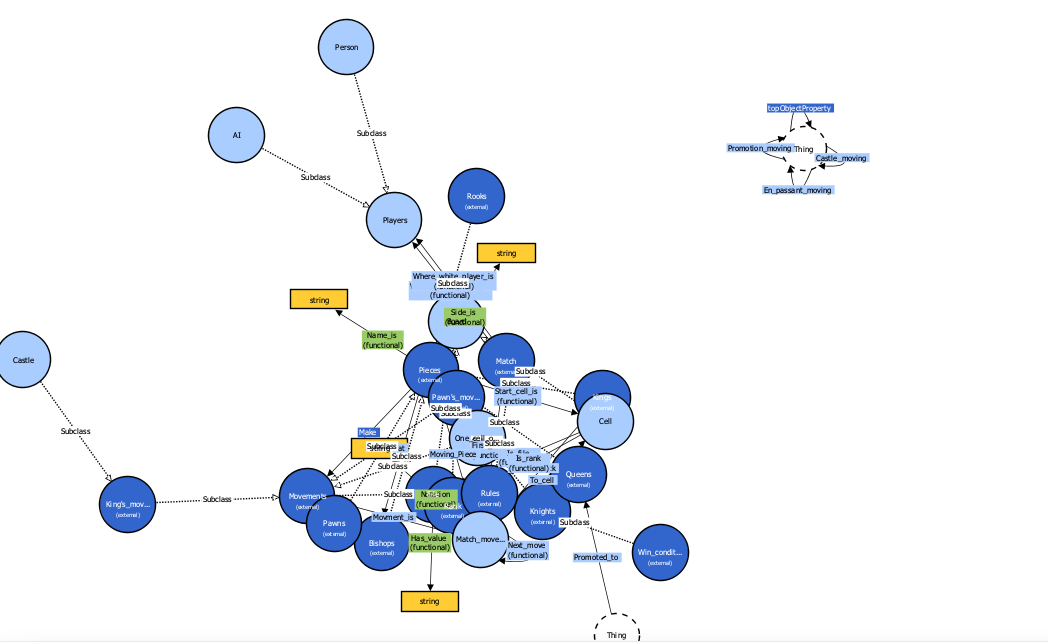 Person
topObjectProperty
AI
Subclass
Promotion_moving
Thing
Castle_moving
Subclass
En_passant_moving
Rooks
(external)
Players
string
Where_white_player_is
Subclass
(functional)
string
Side_is
(functional)
Name_is
(functional)
Castle
Pieces
(external)
Match
Subclass
Subclass
Pawn's_mov...
(external)
Start_cell_is
(functional)
Kings
(external)
Subclass
Subclass
Cell
Subclass
Make
Subclass
Subclass
Subclass
Subclass
Moving_Piece
Is_rank
(functional)
Queens
(external)
To_cell
King's_mov...
(external)
Subclass
Movements
(external)
Subclass
Notation
(functional)
Rules
(external)
Knights
(external)
Pawns
(external)
Movment_is
Subclass
Bishops
(external)
Has_value
(functional)
Match_move...
Next_move
(functional)
Promoted_to
Win_condit...
(external)
string
Thing